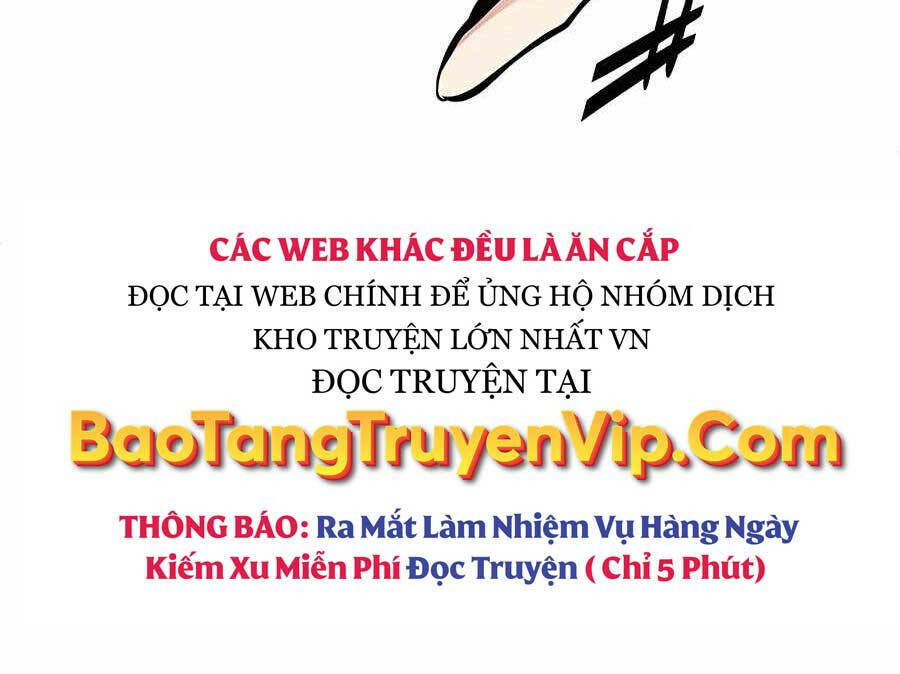 CÁC WEB KHÁC ĐỀU LÀ ĂN CẮP
ĐỌC TẠI WEB CHÍNH ĐỂ ỦNG HỘ NHÓM DỊCH
KHO TRUYỆN LỚN NHẤT VN
ĐỌC TRUYỆN TẠI
BaoTangTruyenVip.Com
THÔNG BÁO: Ra Mắt Làm Nhiệm Vụ Hàng Ngày
Kiếm Xu Miễn Phí Đọc Truyện ( Chỉ 5 Phút)